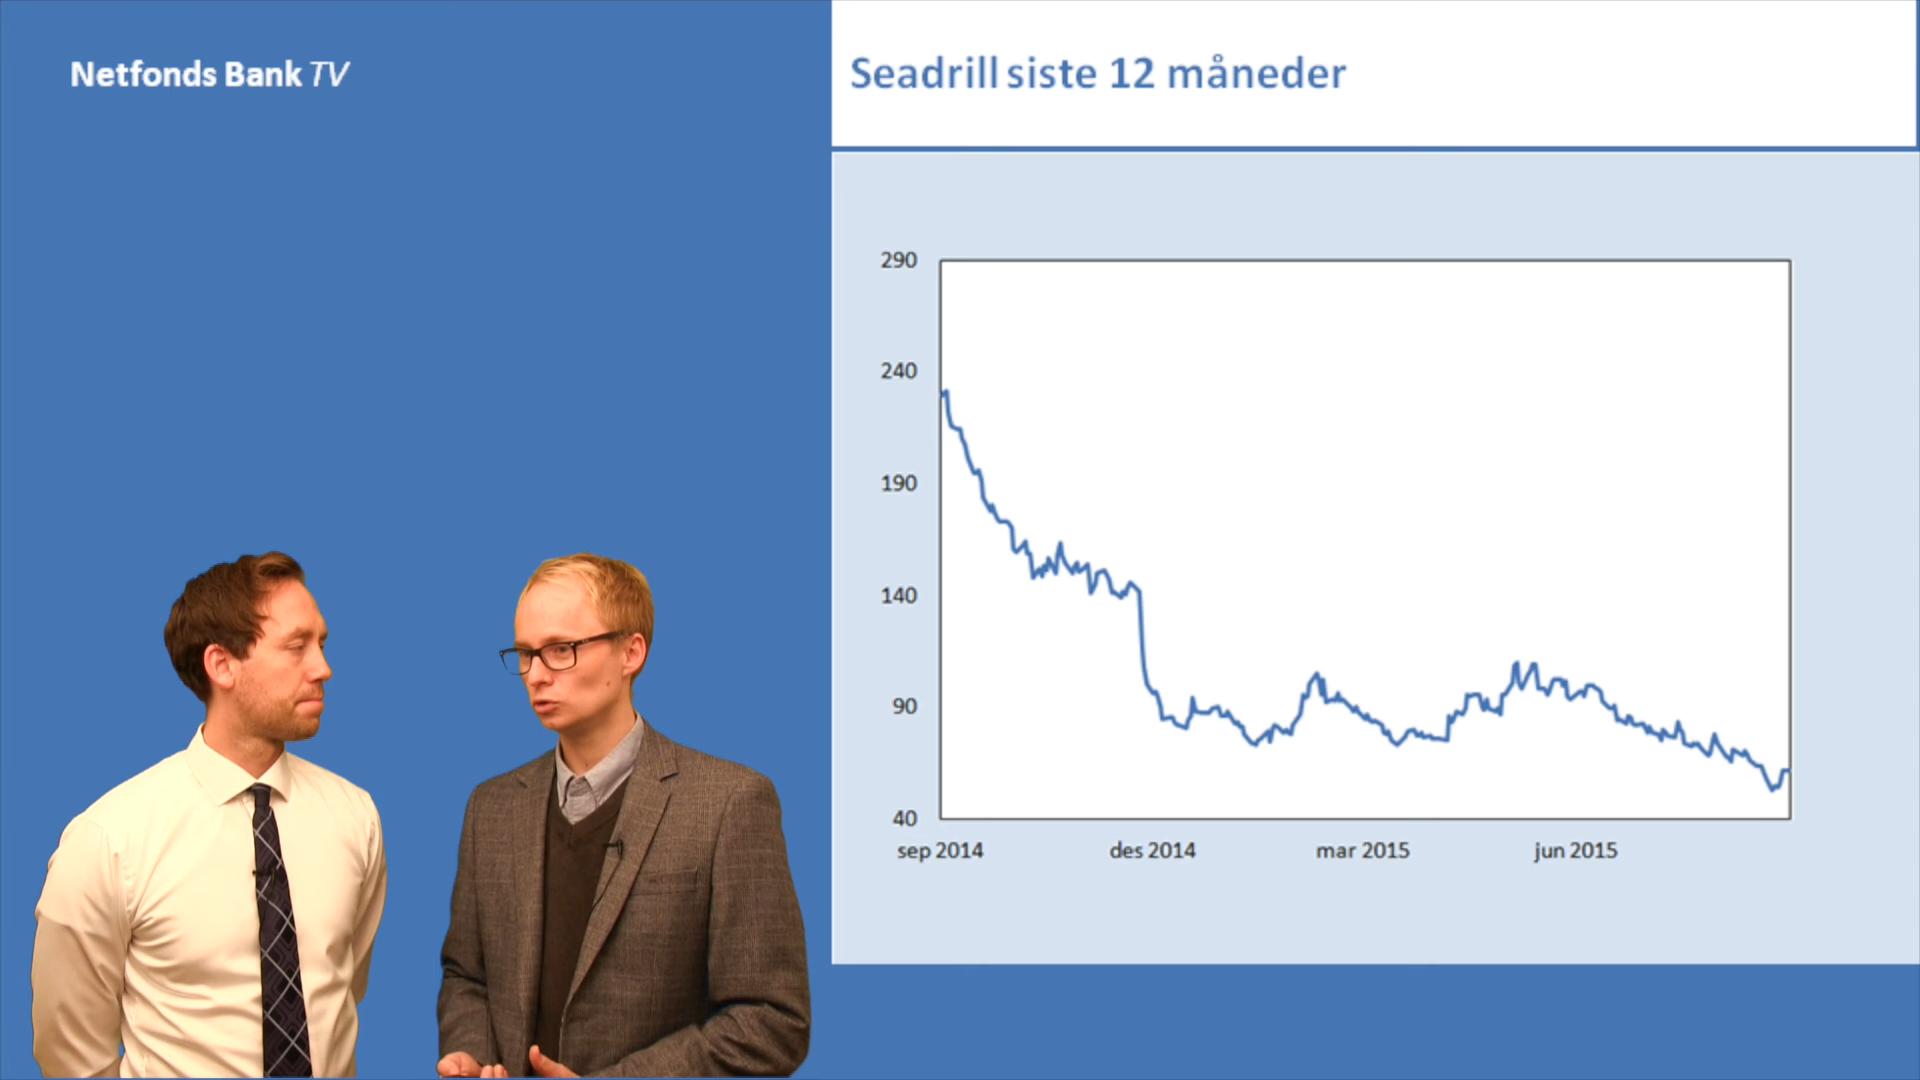 Netfonds Bank TV
Seadrill siste 12 måneder
290
240
190
140
90
40
sep 2014 des 2014 mar 2015 jun 2015